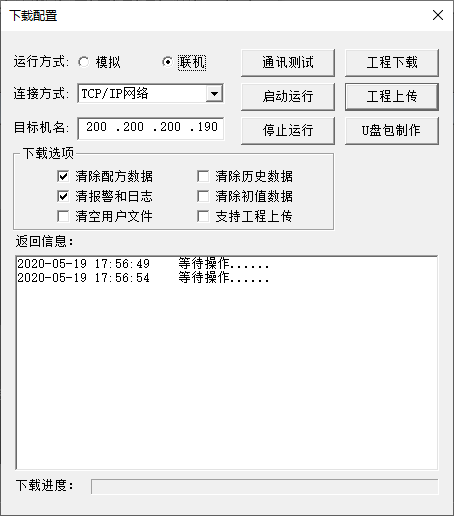 下载配置
运行方式: 模拟 联机 通讯测试 工程下载
连接方式: TCP/IP网络 启动运行 工程上传
目标机名: 200 .200 .200 .190 停止运行 U盘包制作
下载选项
清除配方数据 清除历史数据
清报警和日志 清除初值数据
清空用户文件 支持工程上传
返回信息:
2020-05-19 17:56:49 等待操作......
2020-05-19 17:56:54 等待操作......
下载进度: